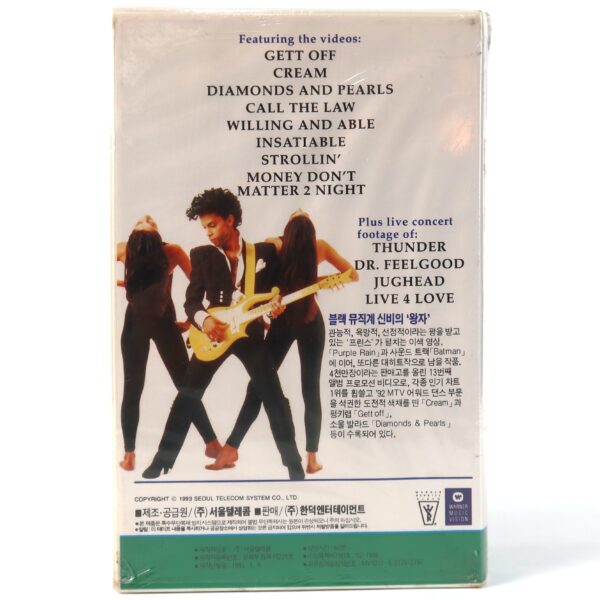 Featuring the videos:
GETT OFF
CREAM
DIAMONDS AND PEARLS
CALL THE LAW
WILLING AND ABLE
INSATIABLE
STROLLIN'
MONEY DON'T
MATTER 2 NIGHT
Plus live concert
footage of:
THUNDER
DR. FEELGOOD
JUGHEAD
LIVE 4 LOVE
블랙 뮤직계 신비의 '왕자'
관능적, 욕망적, 선정적이라는 평을 받고
있는 '프린스'가 펼치는 이색 영상.
「Purple Rain」과 사운드 트랙「Batman」
에 이어, 또다른 대히트작으로 남을 작품.
4천만장이라는 판매고를 올린 13번째
앨범 프로모션 비디오로, 각종 인기 차트
1위를 휩쓸고 '92 MTV 어워드 댄스 부문
을 석권한 도전적 색채를 띤 「Cream」과
펑키랩「Gett off」,
소울 발라드 「Diamonds & Pearls」
등이 수록되어 있다.
COPYRIGHT © 1993 SEOUL TELECOM SYSTEM CO., LTD.
■제조·공급원/(주)서울텔레콤 ■판매/(주)한덕엔터테이먼트
WARNER
MUSIC
VISION